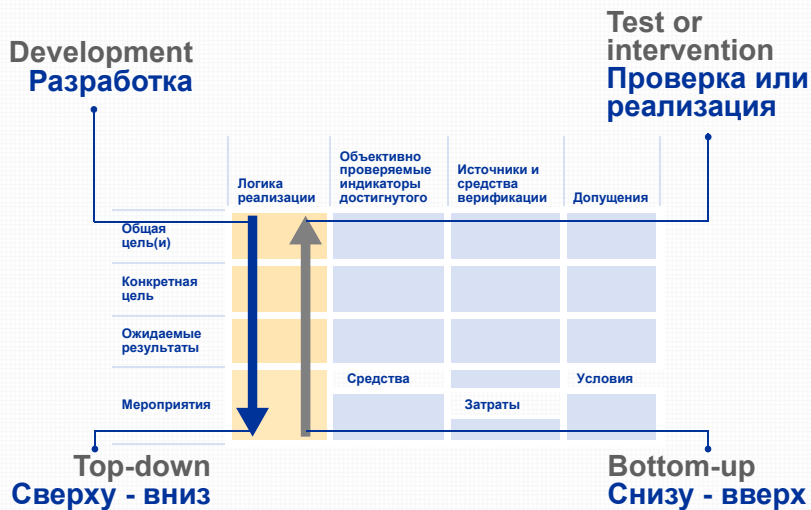 Development
Разработка
Test or
intervention
Проверка или
реализация
Логика
реализации
Объективно
проверяемые
индикаторы
достигнутого
Источники и
средства
верификации
Допущения
Общая
цель(и)
Конкретная
цель
Ожидаемые
результаты
Мероприятия
Средства
Затраты
Условия
Top-down
Сверху - вниз
Bottom-up
Снизу - вверх